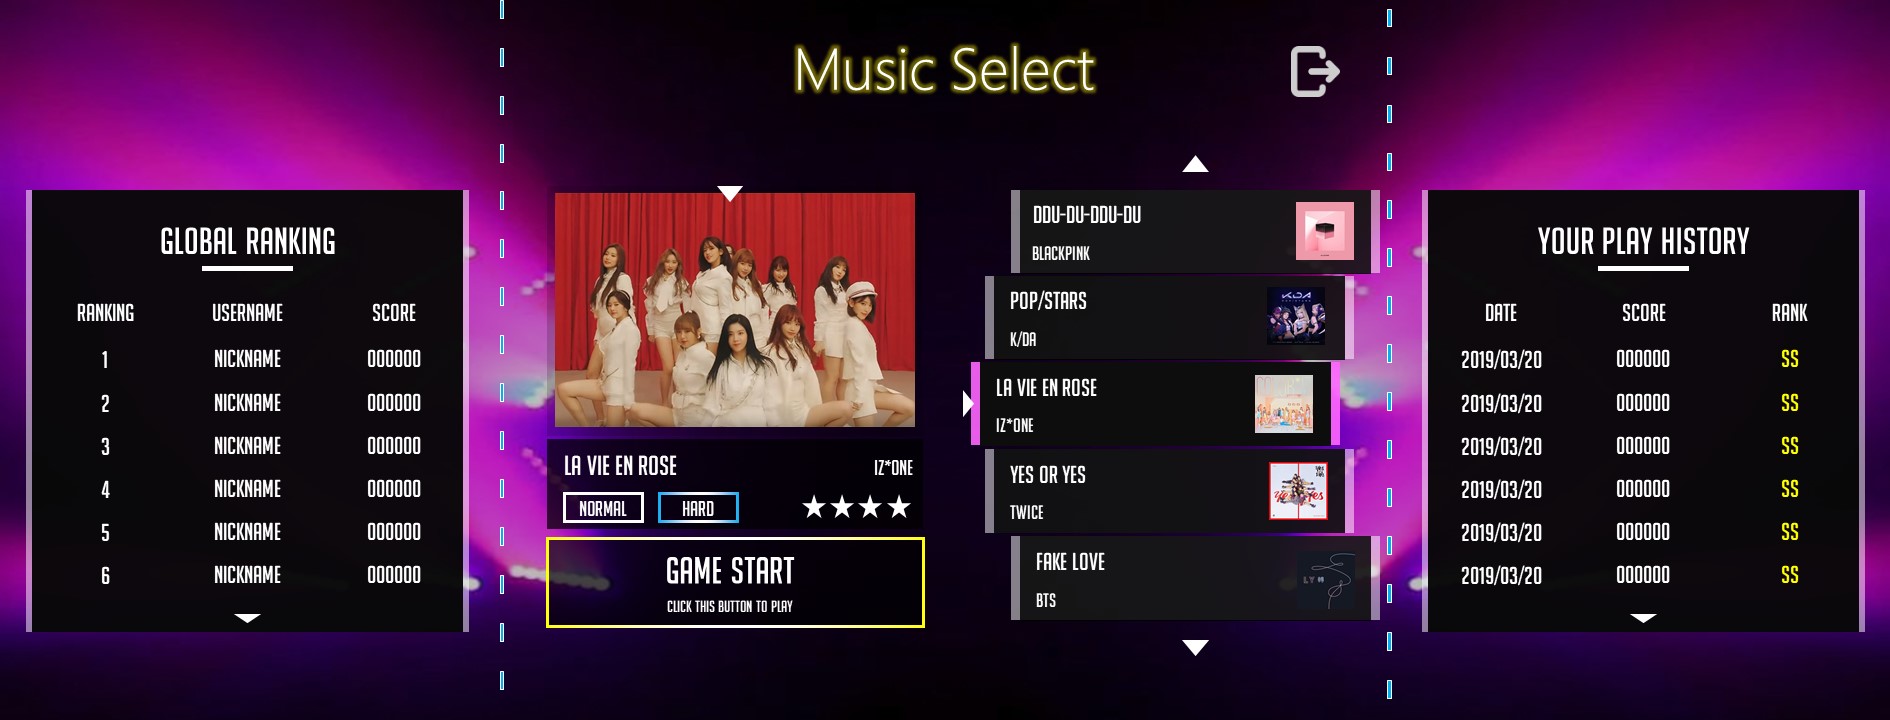 Music Select
GLOBAL RANKING
RANKING USERNAME SCORE
1 NICKNAME 000000
2 NICKNAME 000000
3 NICKNAME 000000
4 NICKNAME 000000
5 NICKNAME 000000
6 NICKNAME 000000
LA VIE EN ROSE IZ*ONE
NORMAL HARD ★★★★
GAME START
CLICK THIS BUTTON TO PLAY
DDU-DU-DDU-DU
BLACKPINK
POP/STARS
K/DA
K/DA
LA VIE EN ROSE
IZ*ONE
YES OR YES
TWICE
FAKE LOVE
BTS
LY
YOUR PLAY HISTORY
DATE SCORE RANK
2019/03/20 000000 SS
2019/03/20 000000 SS
2019/03/20 000000 SS
2019/03/20 000000 SS
2019/03/20 000000 SS
2019/03/20 000000 SS